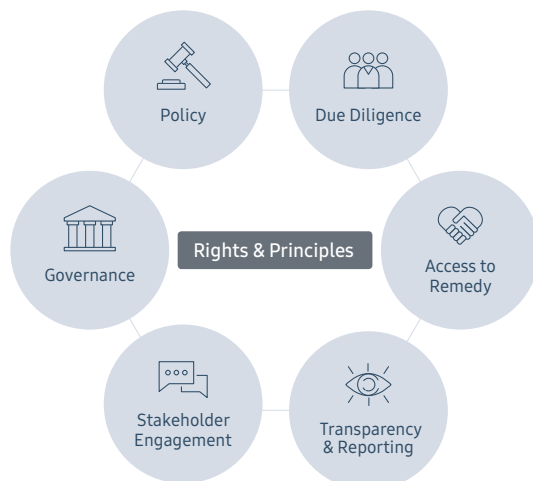 Policy
Due Diligence
Governance
Rights & Principles
Access to
Remedy
Stakeholder
Engagement
Transparency
& Reporting